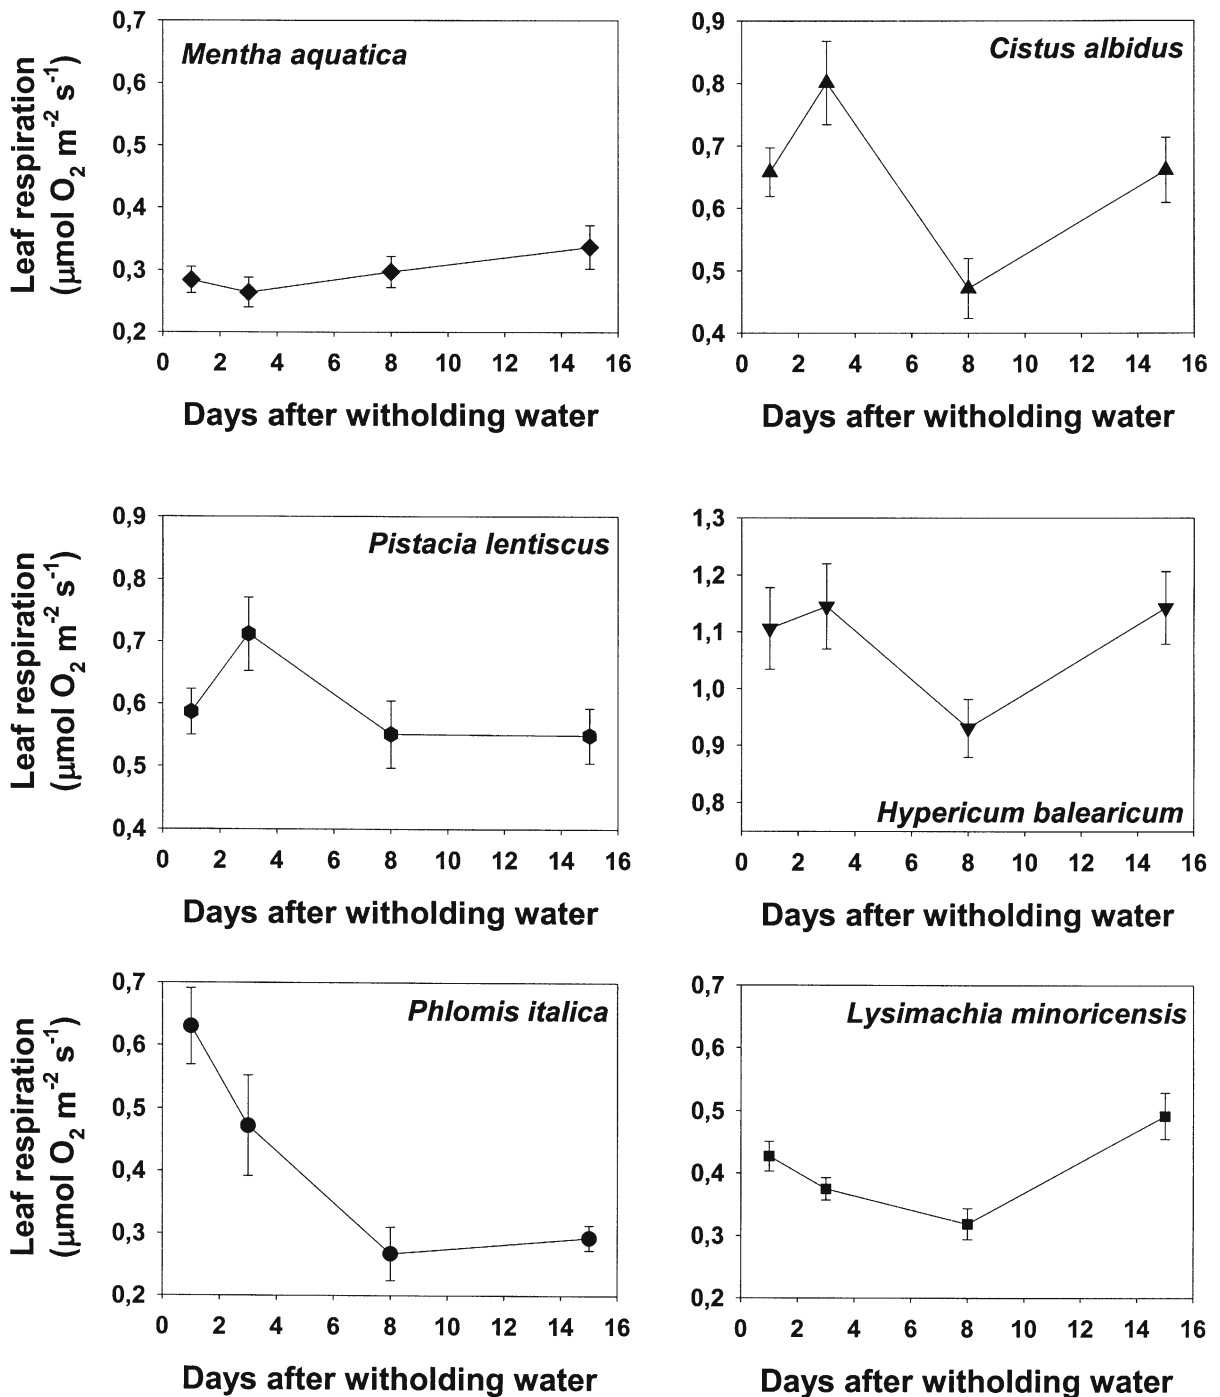 Leaf respiration
(μmol O₂ m⁻² s⁻¹)
0,7
0,6
0,5
0,4
0,3
0,2
Mentha aquatica
0 2 4 6 8 10 12 14 16
Days after witholding water
0,9
0,8
0,7
0,6
0,5
0,4
Cistus albidus
0 2 4 6 8 10 12 14 16
Days after witholding water
Leaf respiration
(μmol O₂ m⁻² s⁻¹)
0,9
0,8
0,7
0,6
0,5
0,4
Pistacia lentiscus
0 2 4 6 8 10 12 14 16
Days after witholding water
1,3
1,2
1,1
1,0
0,9
0,8
Hypericum balearicum
0 2 4 6 8 10 12 14 16
Days after witholding water
Leaf respiration
(μmol O₂ m⁻² s⁻¹)
0,7
0,6
0,5
0,4
0,3
0,2
Phlomis italica
0 2 4 6 8 10 12 14 16
Days after witholding water
0,7
0,6
0,5
0,4
0,3
0,2
Lysimachia minoricensis
0 2 4 6 8 10 12 14 16
Days after witholding water